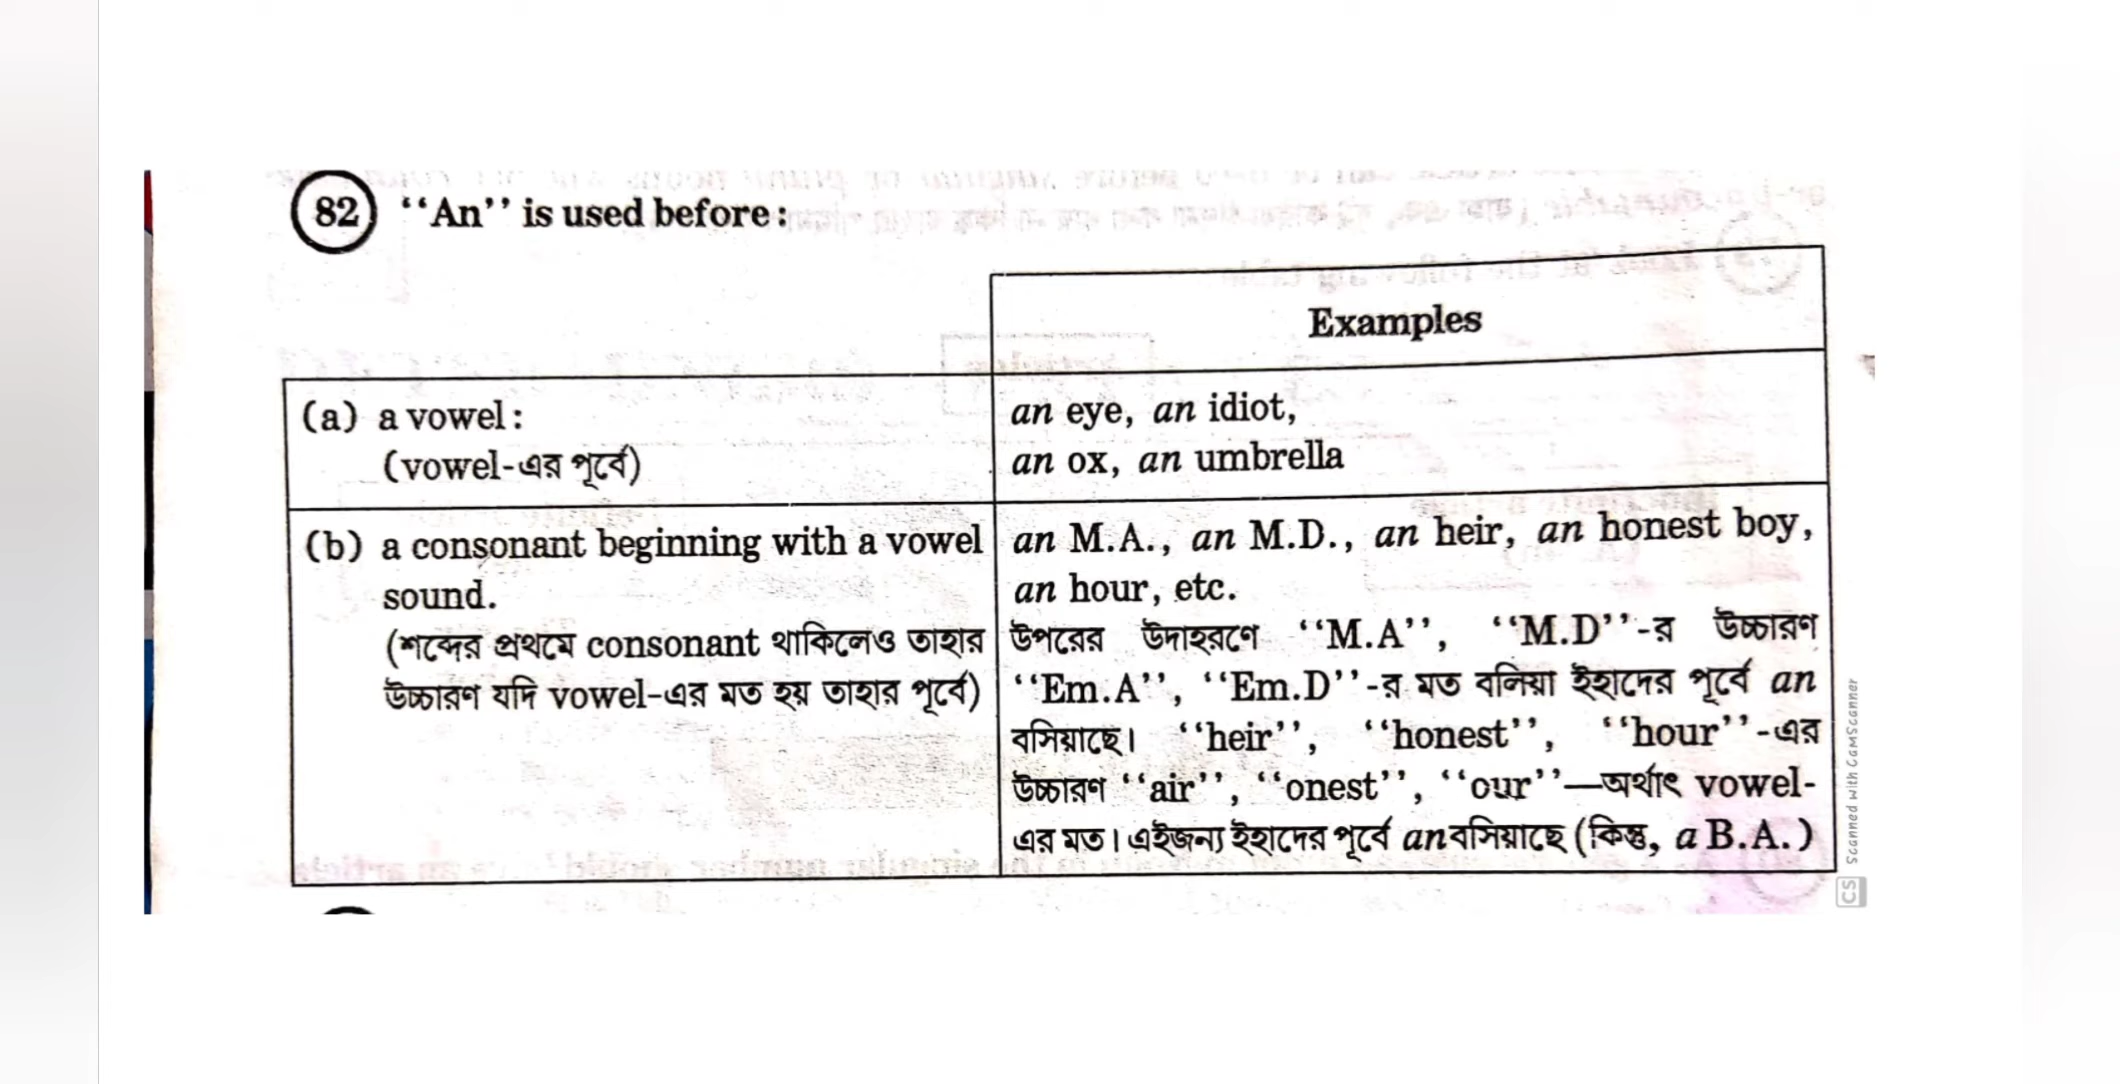 82 ‘‘An’’ is used before:
Examples
(a) a vowel:
(vowel-এর পূর্বে)
an eye, an idiot,
an ox, an umbrella
(b) a consonant beginning with a vowel
sound.
(শব্দের প্রথমে consonant থাকিলেও তাহার
উচ্চারণ যদি vowel-এর মত হয় তাহার পূর্বে)
an M.A., an M.D., an heir, an honest boy,
an hour, etc.
উপরের উদাহরণে ‘‘M.A’’, ‘‘M.D’’-র উচ্চারণ
‘‘Em.A’’, ‘‘Em.D’’-র মত বলিয়া ইহাদের পূর্বে an
বসিয়াছে। ‘‘heir’’, ‘‘honest’’, ‘‘hour’’-এর
উচ্চারণ ‘‘air’’, ‘‘onest’’, ‘‘our’’—অর্থাৎ vowel-
এর মত। এইজন্য ইহাদের পূর্বে an বসিয়াছে (কিন্তু, a B.A.)
CS Scanned with CamScanner